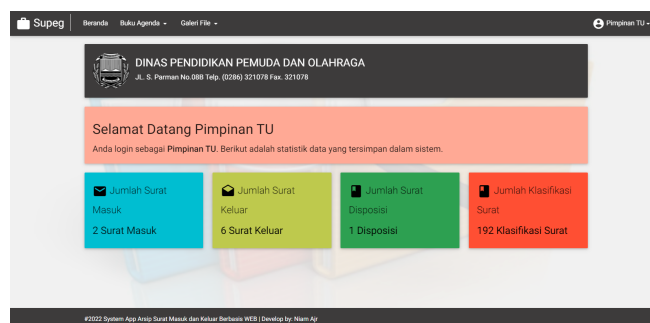 Supeg Beranda Buku Agenda Galeri File Pimpinan TU
DINAS PENDIDIKAN PEMUDA DAN OLAHRAGA
JL. S. Parman No.08B Telp. (0286) 321078 Fax. 321078
Selamat Datang Pimpinan TU
Anda login sebagai Pimpinan TU. Berikut adalah statistik data yang tersimpan dalam sistem.
Jumlah Surat
Masuk
2 Surat Masuk
Jumlah Surat
Keluar
6 Surat Keluar
Jumlah Surat
Disposisi
1 Disposisi
Jumlah Klasifikasi
Surat
192 Klasifikasi Surat
#2022 System App Arsip Surat Masuk dan Keluar Berbasis WEB | Develop by: Niam Ajr